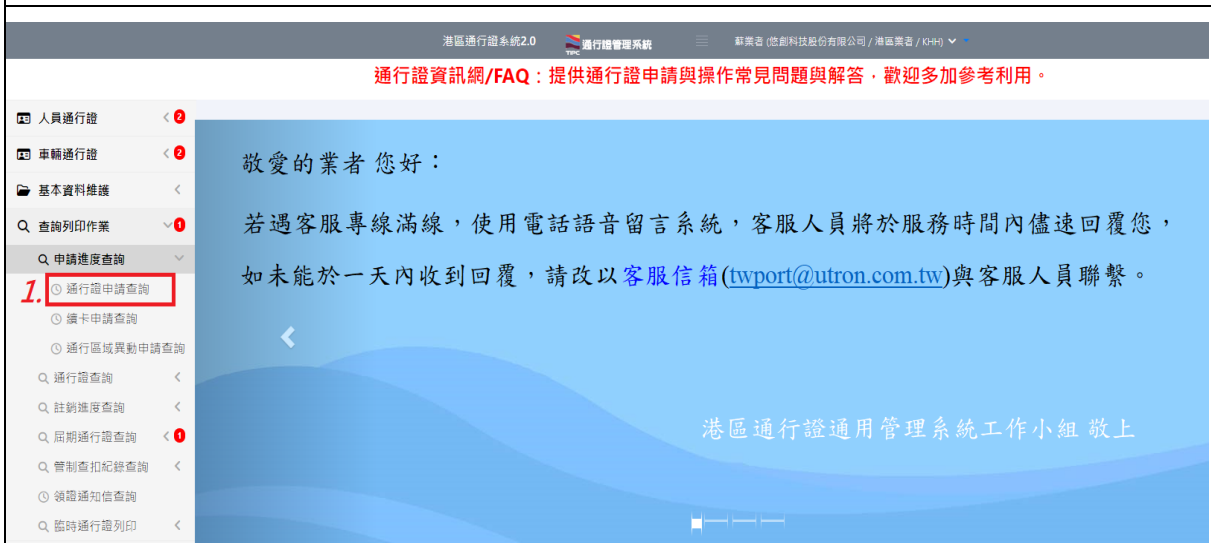 港區通行證系統2.0 TIPC 通行證管理系統 蘇業者 (悠創科技股份有限公司 / 港區業者 / KHH)
通行證資訊網/FAQ：提供通行證申請與操作常見問題與解答，歡迎多加參考利用。
人員通行證 2
車輛通行證 2
基本資料維護
查詢列印作業 1
申請進度查詢
1. 通行證申請查詢
續卡申請查詢
通行區域異動申請查詢
通行證查詢
註銷進度查詢
屆期通行證查詢 1
管制查扣紀錄查詢
領證通知信查詢
臨時通行證列印
敬愛的業者 您好：
若遇客服專線滿線，使用電話語音留言系統，客服人員將於服務時間內儘速回覆您，
如未能於一天內收到回覆，請改以客服信箱(twport@utron.com.tw)與客服人員聯繫。
港區通行證通用管理系統工作小組 敬上